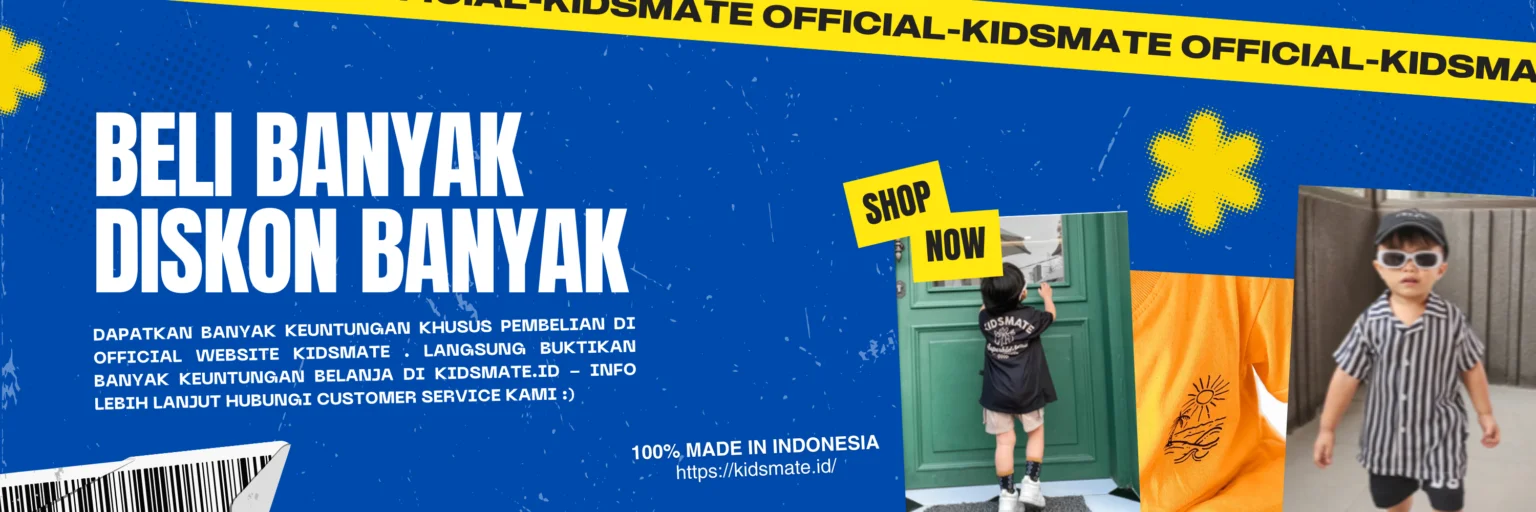 OFFICIAL-KIDSMATE OFFICIAL-KIDSMATE OFFICIAL-KIDSMA
BELI BANYAK
DISKON BANYAK
DAPATKAN BANYAK KEUNTUNGAN KHUSUS PEMBELIAN DI
OFFICIAL WEBSITE KIDSMATE . LANGSUNG BUKTIKAN
BANYAK KEUNTUNGAN BELANJA DI KIDSMATE.ID – INFO
LEBIH LANJUT HUBUNGI CUSTOMER SERVICE KAMI :)
100% MADE IN INDONESIA
https://kidsmate.id/
SHOP
NOW
KIDSMATE